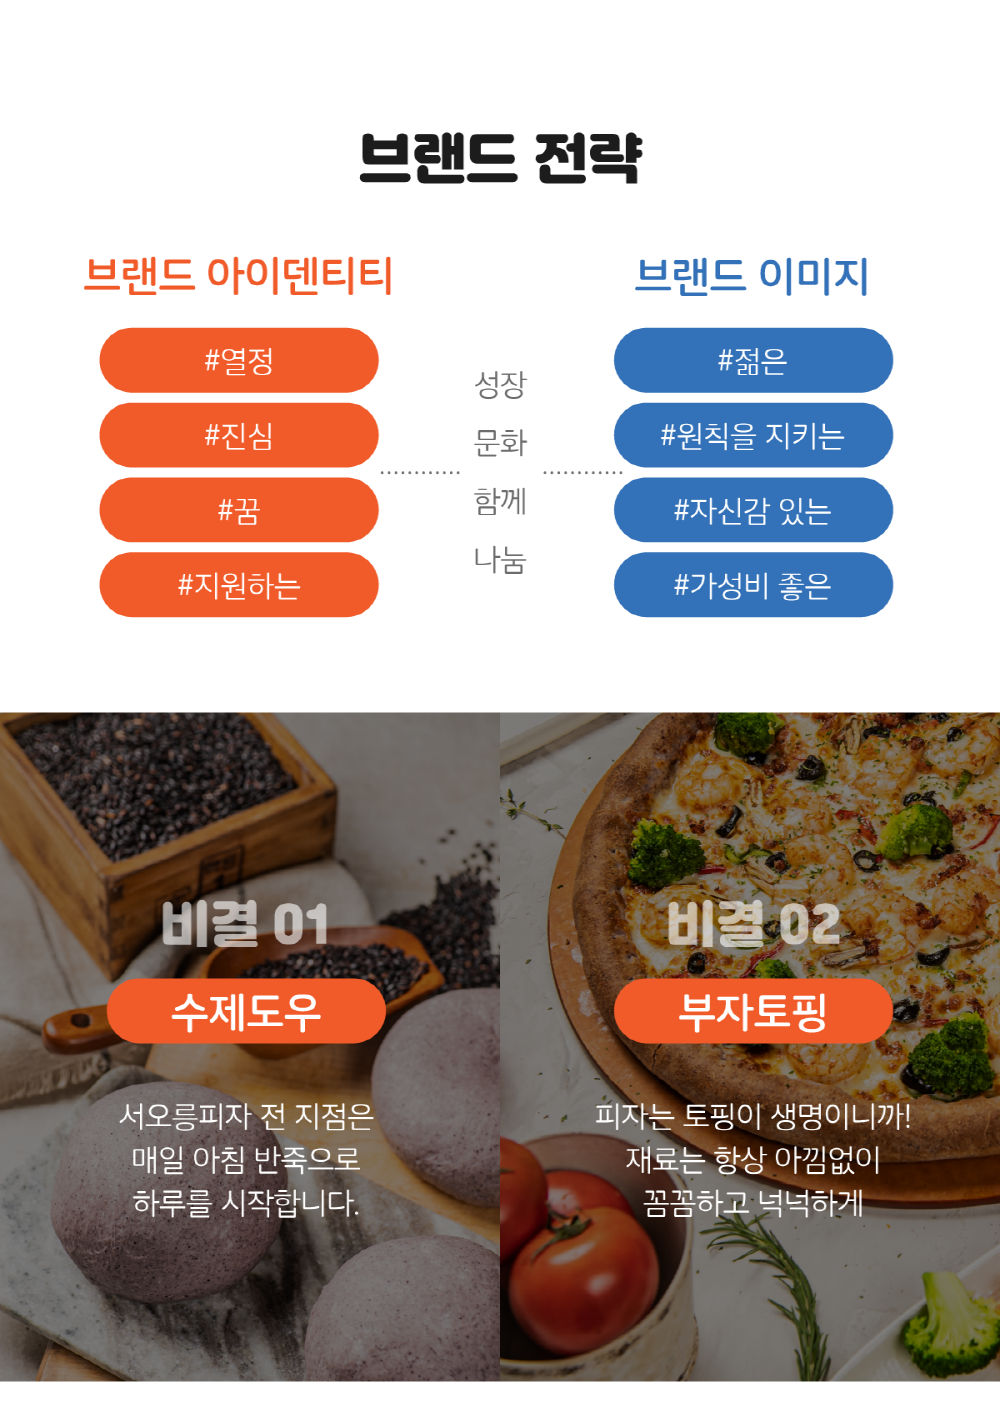 브랜드 전략
브랜드 아이덴티티
#열정
#진심
#꿈
#지원하는
성장
문화
함께
나눔
브랜드 이미지
#젊은
#원칙을 지키는
#자신감 있는
#가성비 좋은
비결 01
수제도우
서오릉피자 전 지점은
매일 아침 반죽으로
하루를 시작합니다.
비결 02
부자토핑
피자는 토핑이 생명이니까!
재료는 항상 아낌없이
꼼꼼하고 넉넉하게